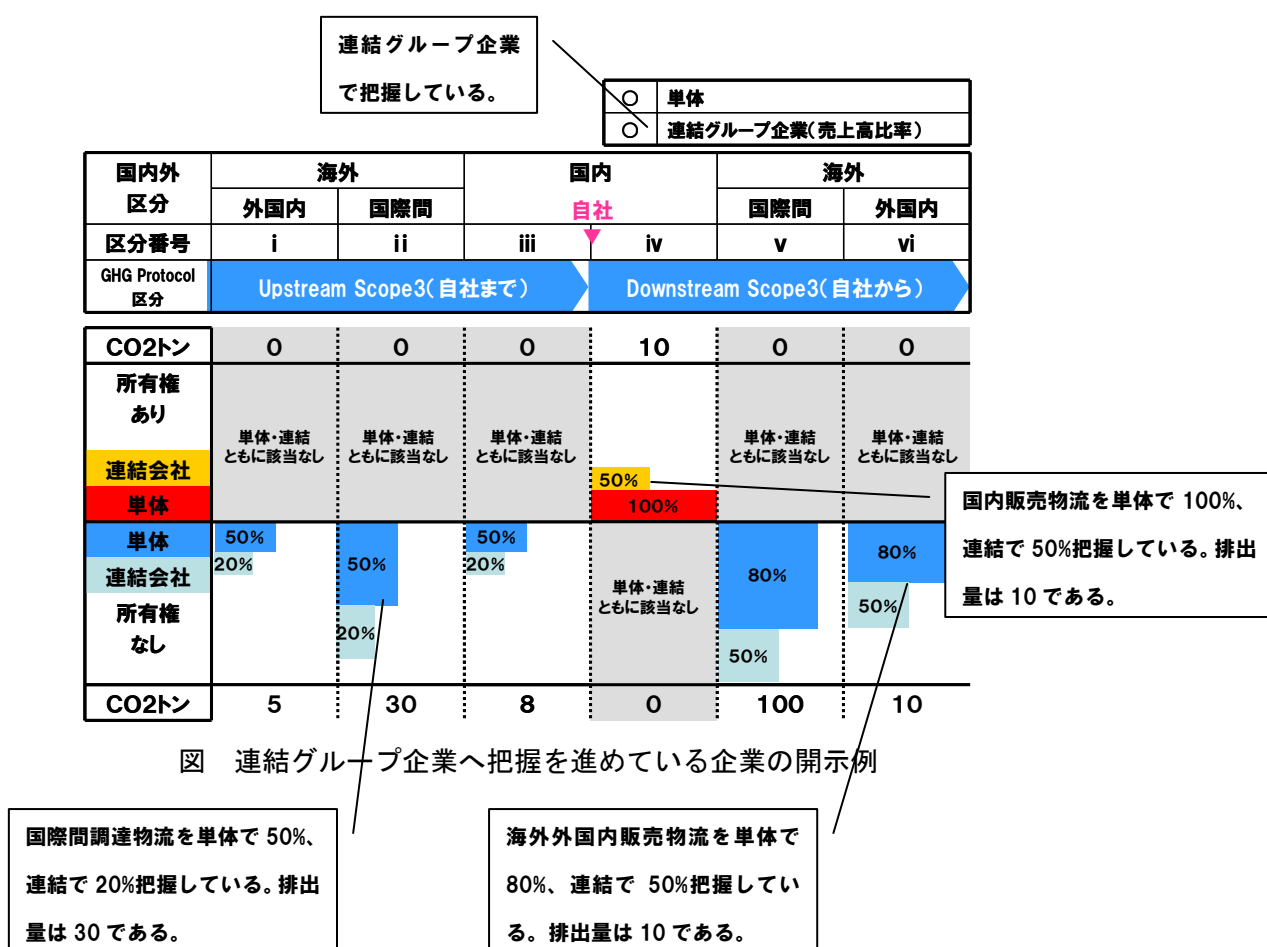 連結グループ企業
で把握している。
○ 単体
○ 連結グループ企業(売上高比率)
国内外
区分
海外
国内
海外
外国内
国際間
自社
国際間
外国内
区分番号
i
ii
iii
iv
v
vi
GHG Protocol
区分
Upstream Scope3(自社まで)
Downstream Scope3(自社から)
CO2トン
0
0
0
10
0
0
所有権
あり
単体・連結
ともに該当なし
単体・連結
ともに該当なし
単体・連結
ともに該当なし
単体・連結
ともに該当なし
単体・連結
ともに該当なし
連結会社
50%
単体
100%
国内販売物流を単体で 100%、
連結で 50%把握している。排出
量は 10 である。
単体
50%
50%
50%
80%
80%
連結会社
20%
20%
20%
50%
50%
単体・連結
ともに該当なし
所有権
なし
CO2トン
5
30
8
0
100
10
図 連結グループ企業へ把握を進めている企業の開示例
国際間調達物流を単体で 50%、
連結で 20%把握している。排出
量は 30 である。
海外外国内販売物流を単体で
80%、連結で 50%把握してい
る。排出量は 10 である。